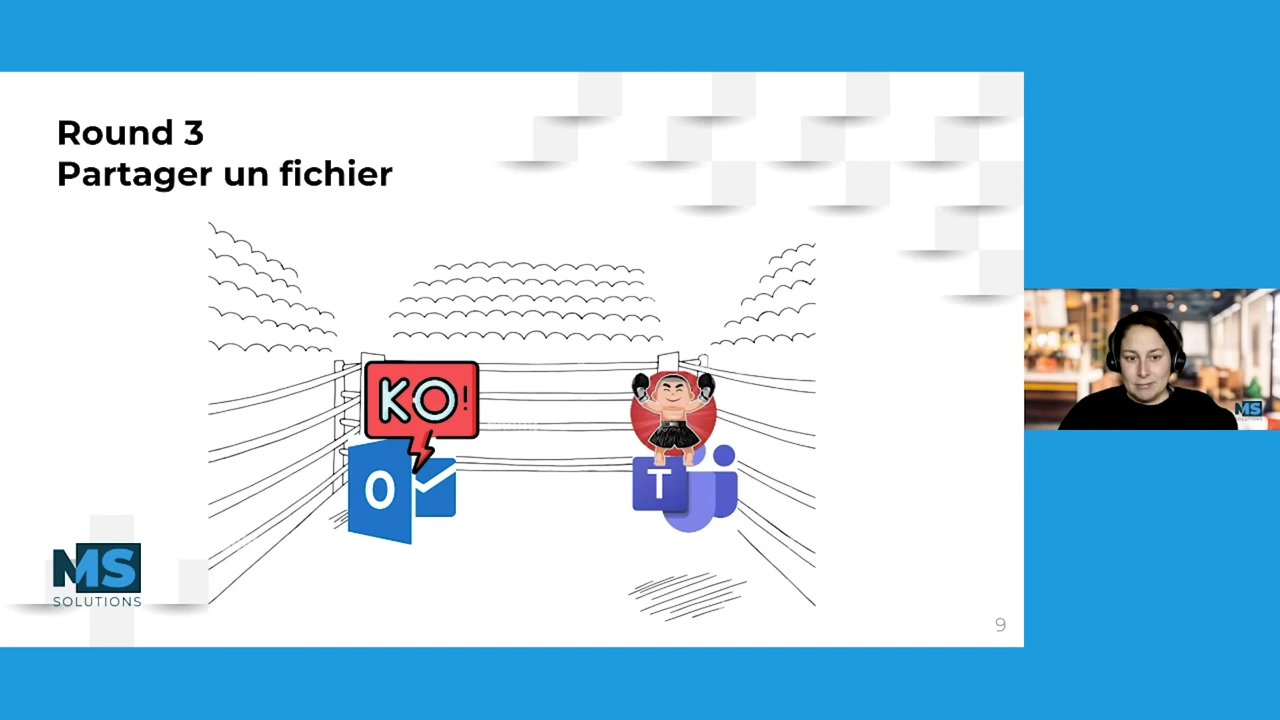 Round 3
Partager un fichier
KO!
O
T
MS
SOLUTIONS
9
MS